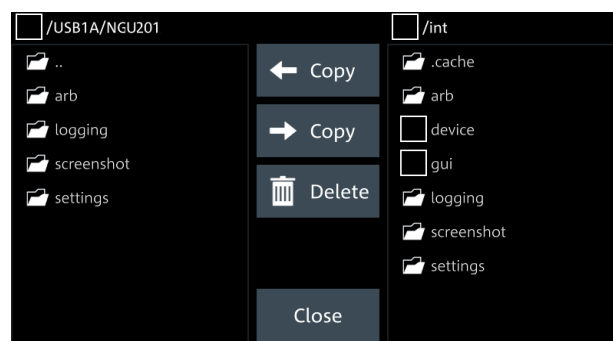 /USB1A/NGU201
..
arb
logging
screenshot
settings
Copy
Copy
Delete
Close
/int
.cache
arb
device
gui
logging
screenshot
settings